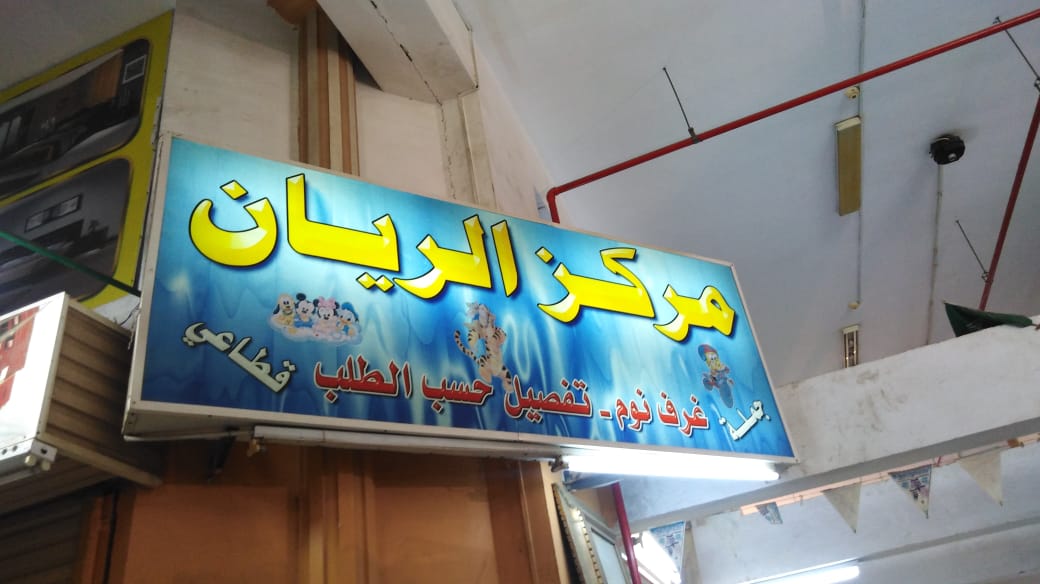 مركز الريان
جملة
غرف نوم - تفصيل حسب الطلب
قطاعي